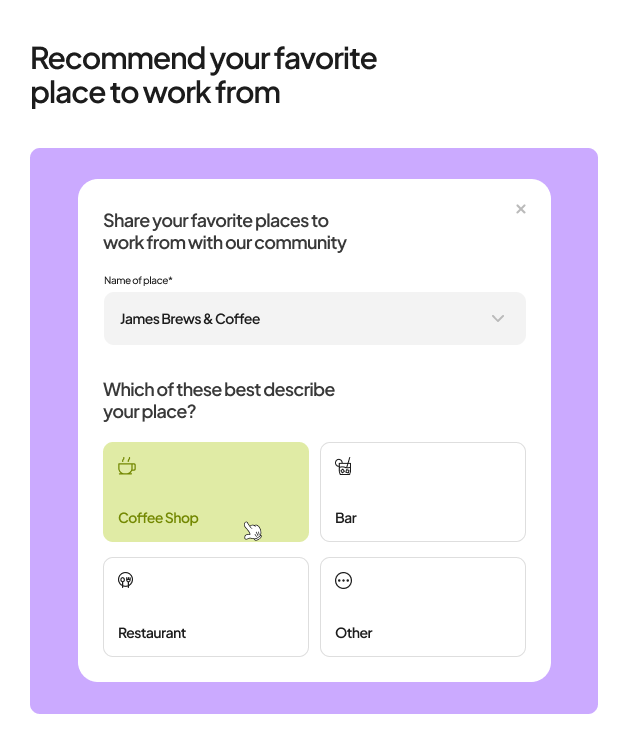 Recommend your favorite
place to work from
Share your favorite places to
work from with our community
Name of place*
James Brews & Coffee
Which of these best describe
your place?
Coffee Shop
Bar
Restaurant
Other